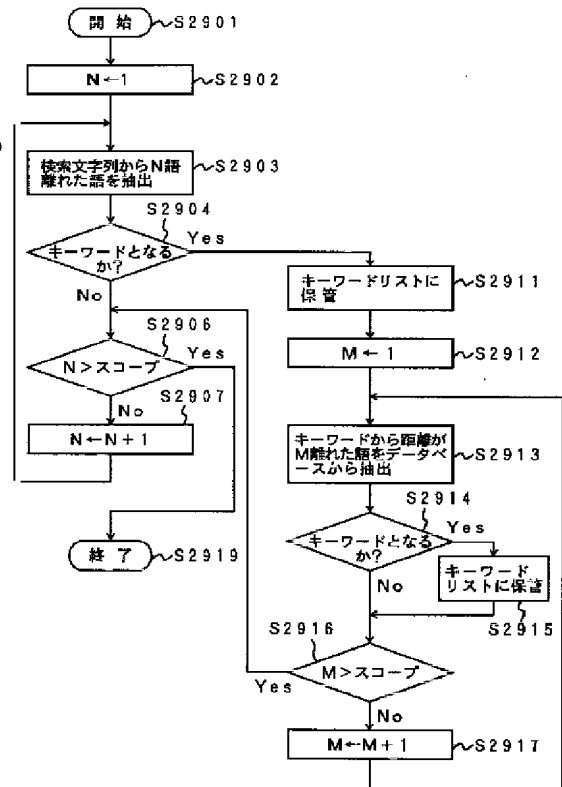 開始
S2901
N←1
S2902
検索文字列からN語
離れた語を抽出
S2903
S2904
キーワードとなる
か?
Yes
No
S2906
N>スコープ
Yes
No
S2907
N←N+1
終了
S2919
キーワードリストに
保管
S2911
M←1
S2912
キーワードから距離が
M離れた語をデータベ
ースから抽出
S2913
S2914
キーワードとなる
か?
Yes
No
キーワード
リストに保管
S2915
S2916
M>スコープ
Yes
No
M←M+1
S2917